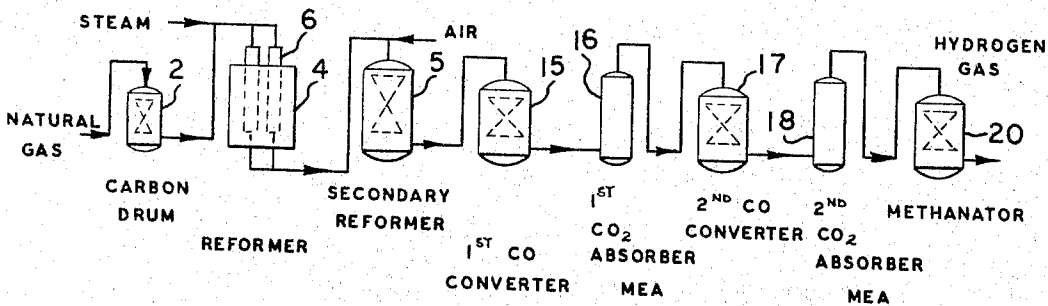 STEAM
6
AIR
16
HYDROGEN
GAS
2
4
5
15
17
NATURAL
GAS
18
20
CARBON
DRUM
REFORMER
SECONDARY
REFORMER
1ST CO
CONVERTER
1ST
CO2
ABSORBER
MEA
2ND CO
CONVERTER
2ND
CO2
ABSORBER
MEA
METHANATOR